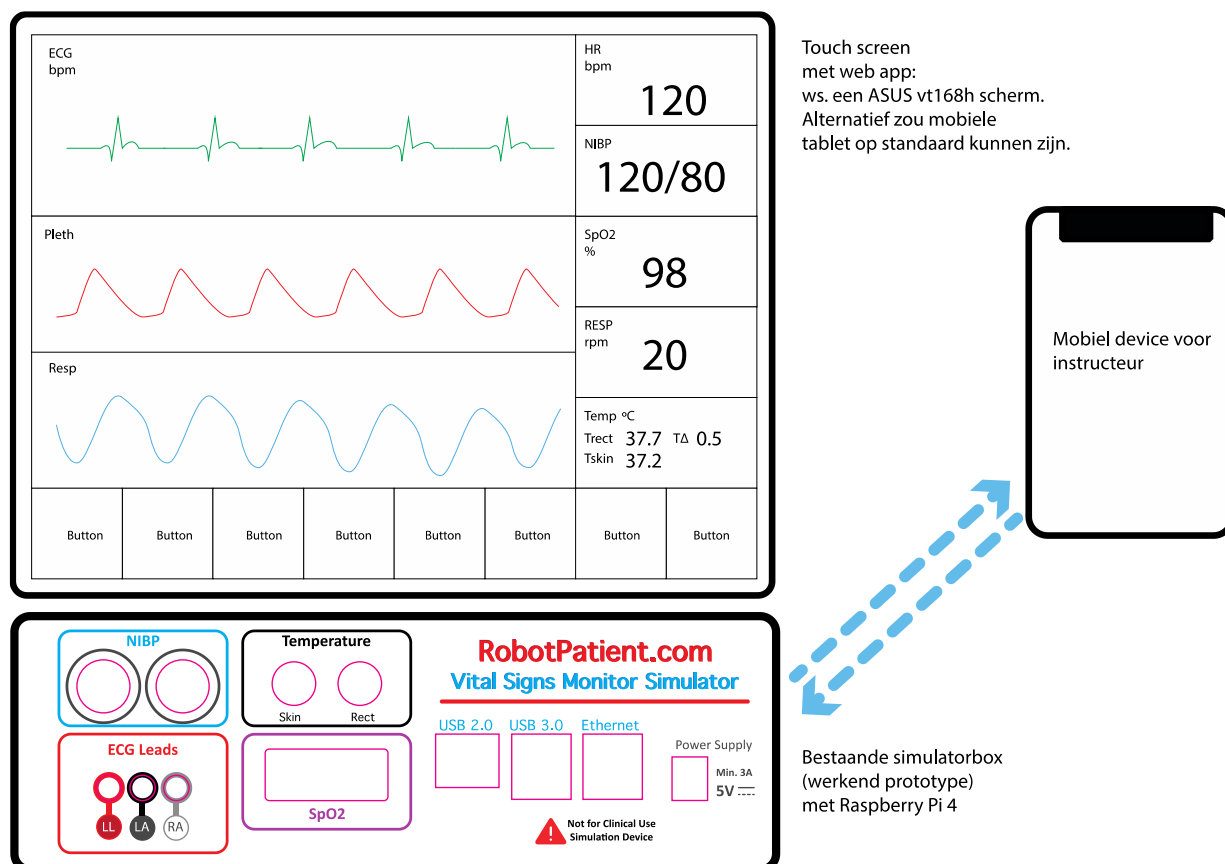 ECG
bpm
HR
bpm
120
NIBP
120/80
Pleth
SpO2
%
98
RESP
rpm
20
Resp
Temp ºC
Trect 37.7 T∆ 0.5
Tskin 37.2
Button Button Button Button Button Button Button Button
Touch screen
met web app:
ws. een ASUS vt168h scherm.
Alternatief zou mobiele
tablet op standaard kunnen zijn.
Mobiel device voor
instructeur
NIBP
Temperature
Skin Rect
ECG Leads
LL LA RA
SpO2
RobotPatient.com
Vital Signs Monitor Simulator
USB 2.0 USB 3.0 Ethernet
Power Supply
Min. 3A
5V
Not for Clinical Use
Simulation Device
Bestaande simulatorbox
(werkend prototype)
met Raspberry Pi 4